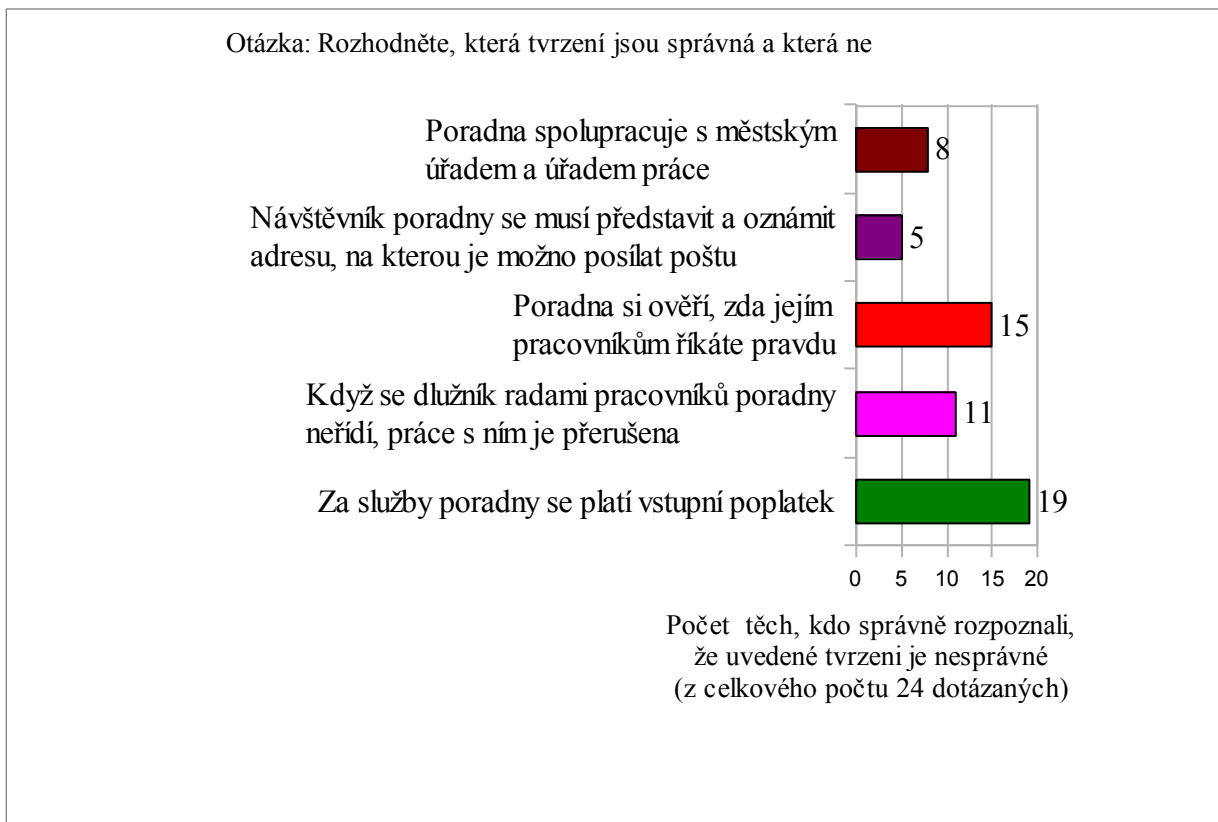 Otázka: Rozhodněte, která tvrzení jsou správná a která ne
Poradna spolupracuje s městským
úřadem a úřadem práce
8
Návštěvník poradny se musí představit a oznámit
adresu, na kterou je možno posílat poštu
5
Poradna si ověří, zda jejím
pracovníkům říkáte pravdu
15
Když se dlužník radami pracovníků poradny
neřídí, práce s ním je přerušena
11
Za služby poradny se platí vstupní poplatek
19
0 5 10 15 20
Počet těch, kdo správně rozpoznali,
že uvedené tvrzeni je nesprávné
(z celkového počtu 24 dotázaných)